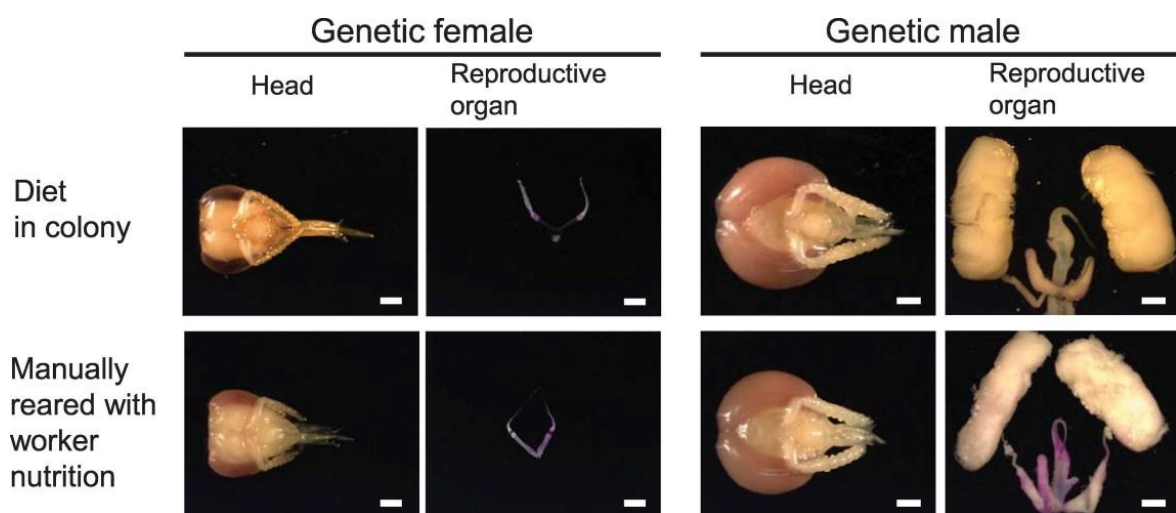 Genetic female
Genetic male
Head
Reproductive
organ
Head
Reproductive
organ
Diet
in colony
Manually
reared with
worker
nutrition